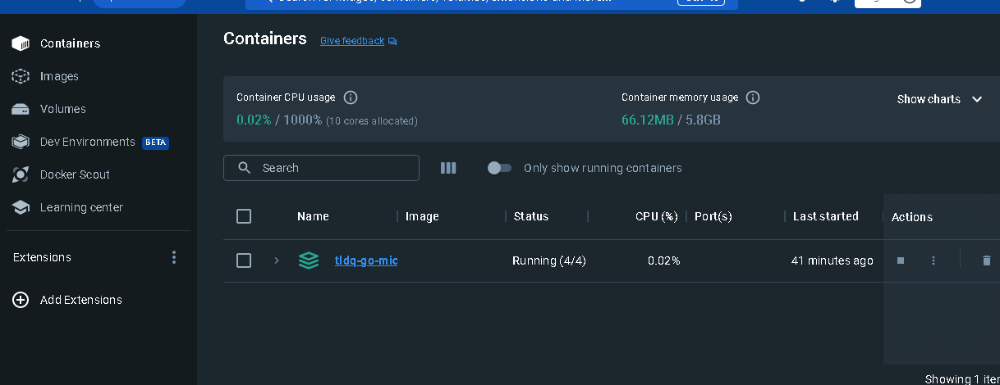 Containers
Images
Volumes
Dev Environments BETA
Docker Scout
Learning center
Extensions
Add Extensions
Containers Give feedback
Container CPU usage
0.02% / 1000% (10 cores allocated)
Container memory usage
66.12MB / 5.8GB
Show charts
Search
Only show running containers
Name Image Status CPU (%) Port(s) Last started Actions
tldq-go-mic Running (4/4) 0.02% 41 minutes ago
Showing 1 iter